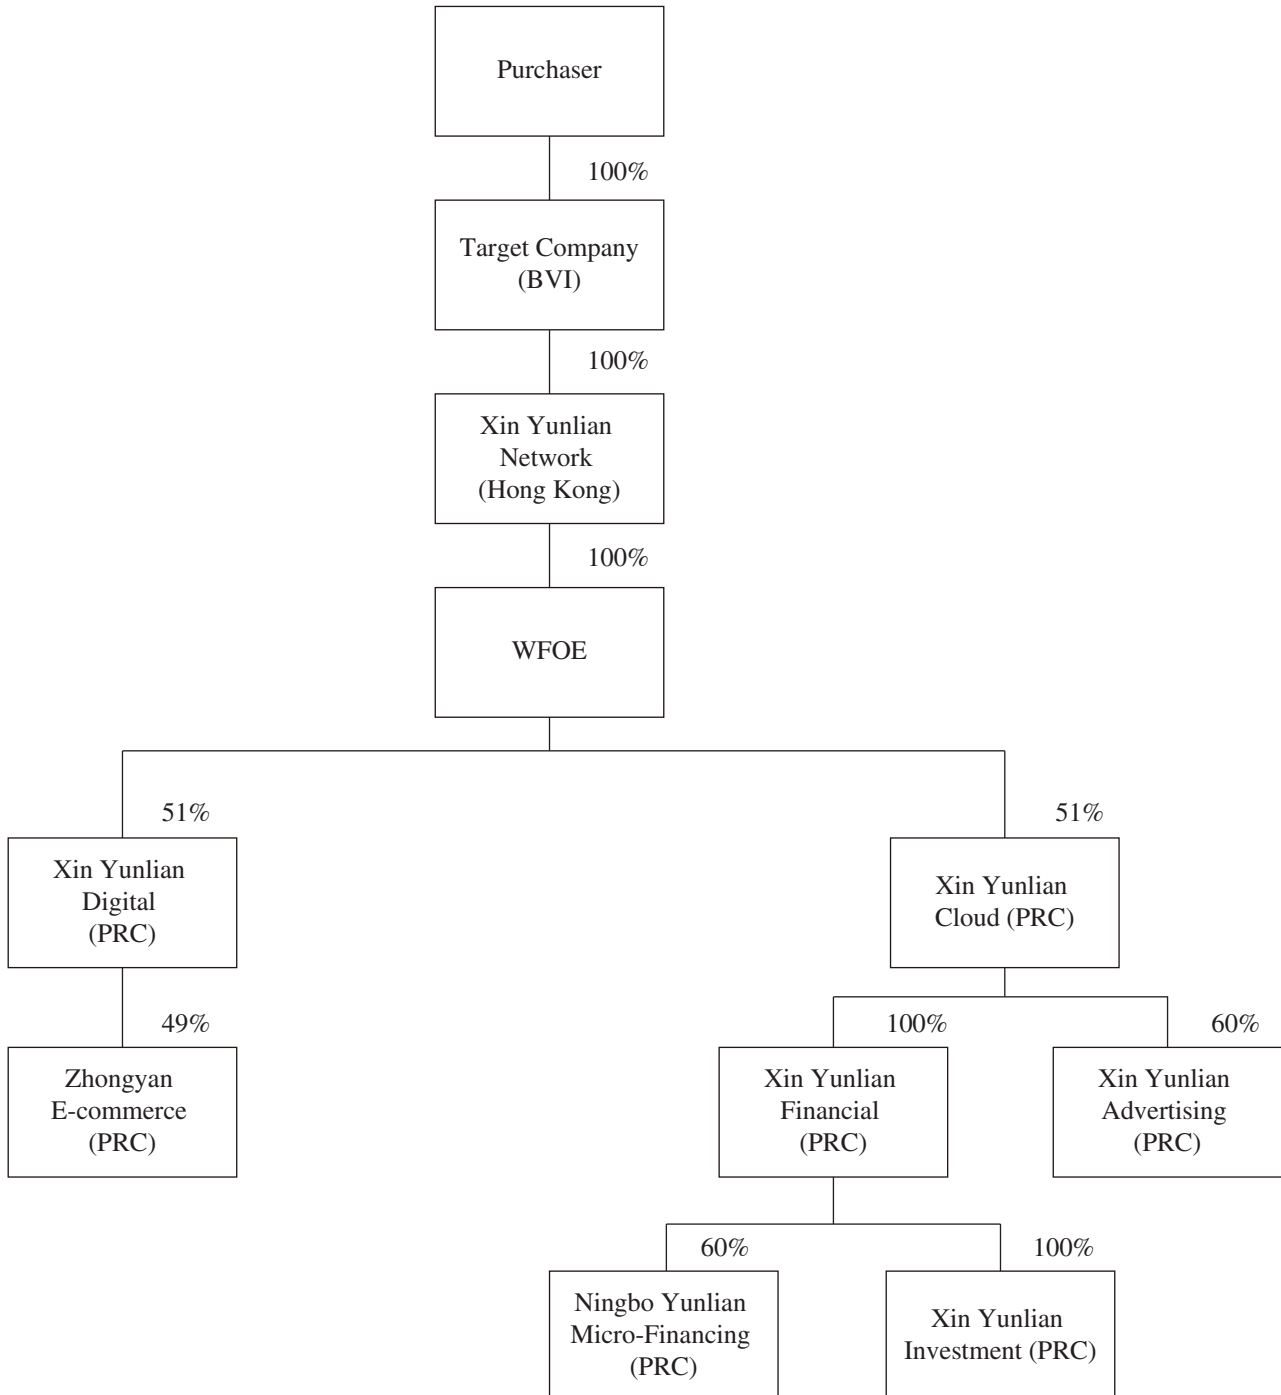 Purchaser
100%
Target Company
(BVI)
100%
Xin Yunlian
Network
(Hong Kong)
100%
WFOE
51%
51%
Xin Yunlian
Digital
(PRC)
Xin Yunlian
Cloud (PRC)
49%
100%
60%
Zhongyan
E-commerce
(PRC)
Xin Yunlian
Financial
(PRC)
Xin Yunlian
Advertising
(PRC)
60%
100%
Ningbo Yunlian
Micro-Financing
(PRC)
Xin Yunlian
Investment (PRC)